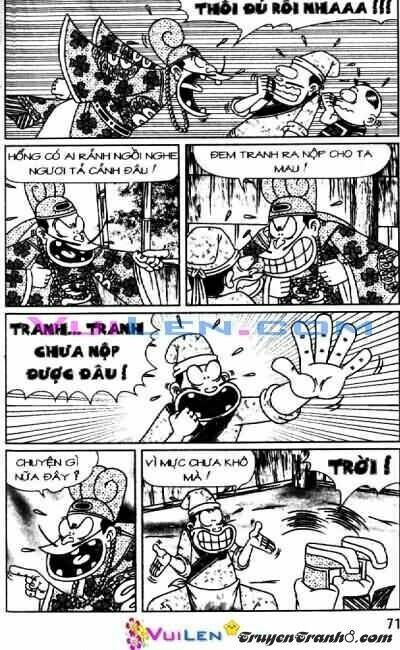 THÔI ĐỦ RỒI NHAAA !!!
HỔNG CÓ AI RẢNH NGỒI NGHE
NGƯƠI TẢ CẢNH ĐÂU !
ĐEM TRANH RA NỘP CHO TA
MAU !
VuiLen.com
TRANH... TRANH
CHƯA NỘP
ĐƯỢC ĐÂU !
CHUYỆN GÌ
NỮA ĐÂY ?
VÌ MỰC CHƯA KHÔ
MÀ !
TRỜI !
71
VuiLen
TruyenTranh8.com